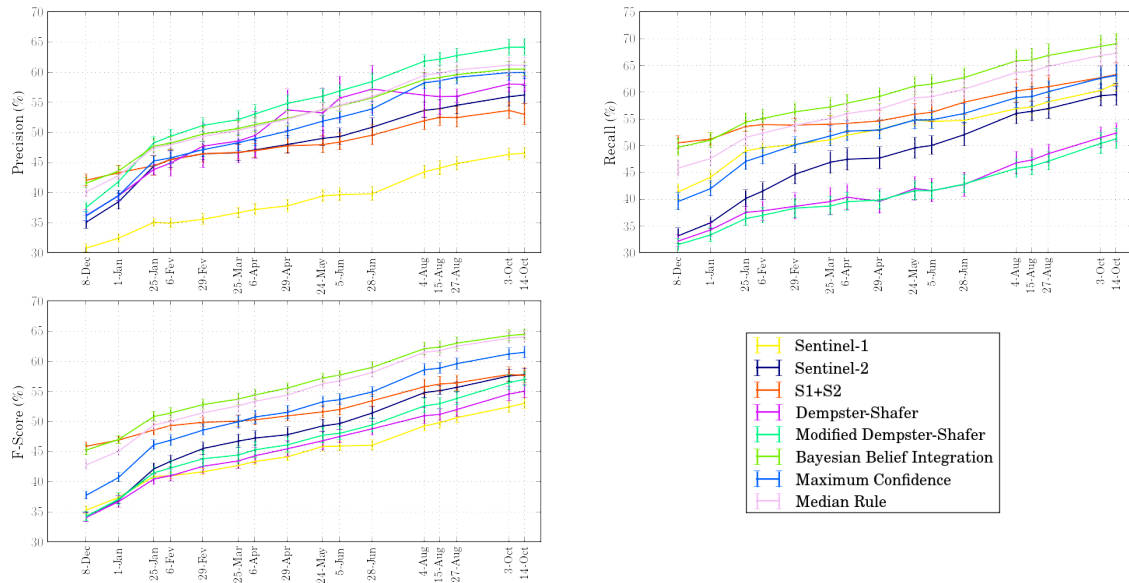 Precision (%)
70
65
60
55
50
45
40
35
30
8-Dec
1-Jan
25-Jan
6-Fev
29-Fev
25-Mar
6-Apr
29-Apr
24-May
5-Jun
28-Jun
4-Aug
15-Aug
27-Aug
3-Oct
14-Oct
Recall (%)
75
70
65
60
55
50
45
40
35
30
8-Dec
1-Jan
25-Jan
6-Fev
29-Fev
25-Mar
6-Apr
29-Apr
24-May
5-Jun
28-Jun
4-Aug
15-Aug
27-Aug
3-Oct
14-Oct
F-Score (%)
70
65
60
55
50
45
40
35
30
8-Dec
1-Jan
25-Jan
6-Fev
29-Fev
25-Mar
6-Apr
29-Apr
24-May
5-Jun
28-Jun
4-Aug
15-Aug
27-Aug
3-Oct
14-Oct
Sentinel-1
Sentinel-2
S1+S2
Dempster-Shafer
Modified Dempster-Shafer
Bayesian Belief Integration
Maximum Confidence
Median Rule